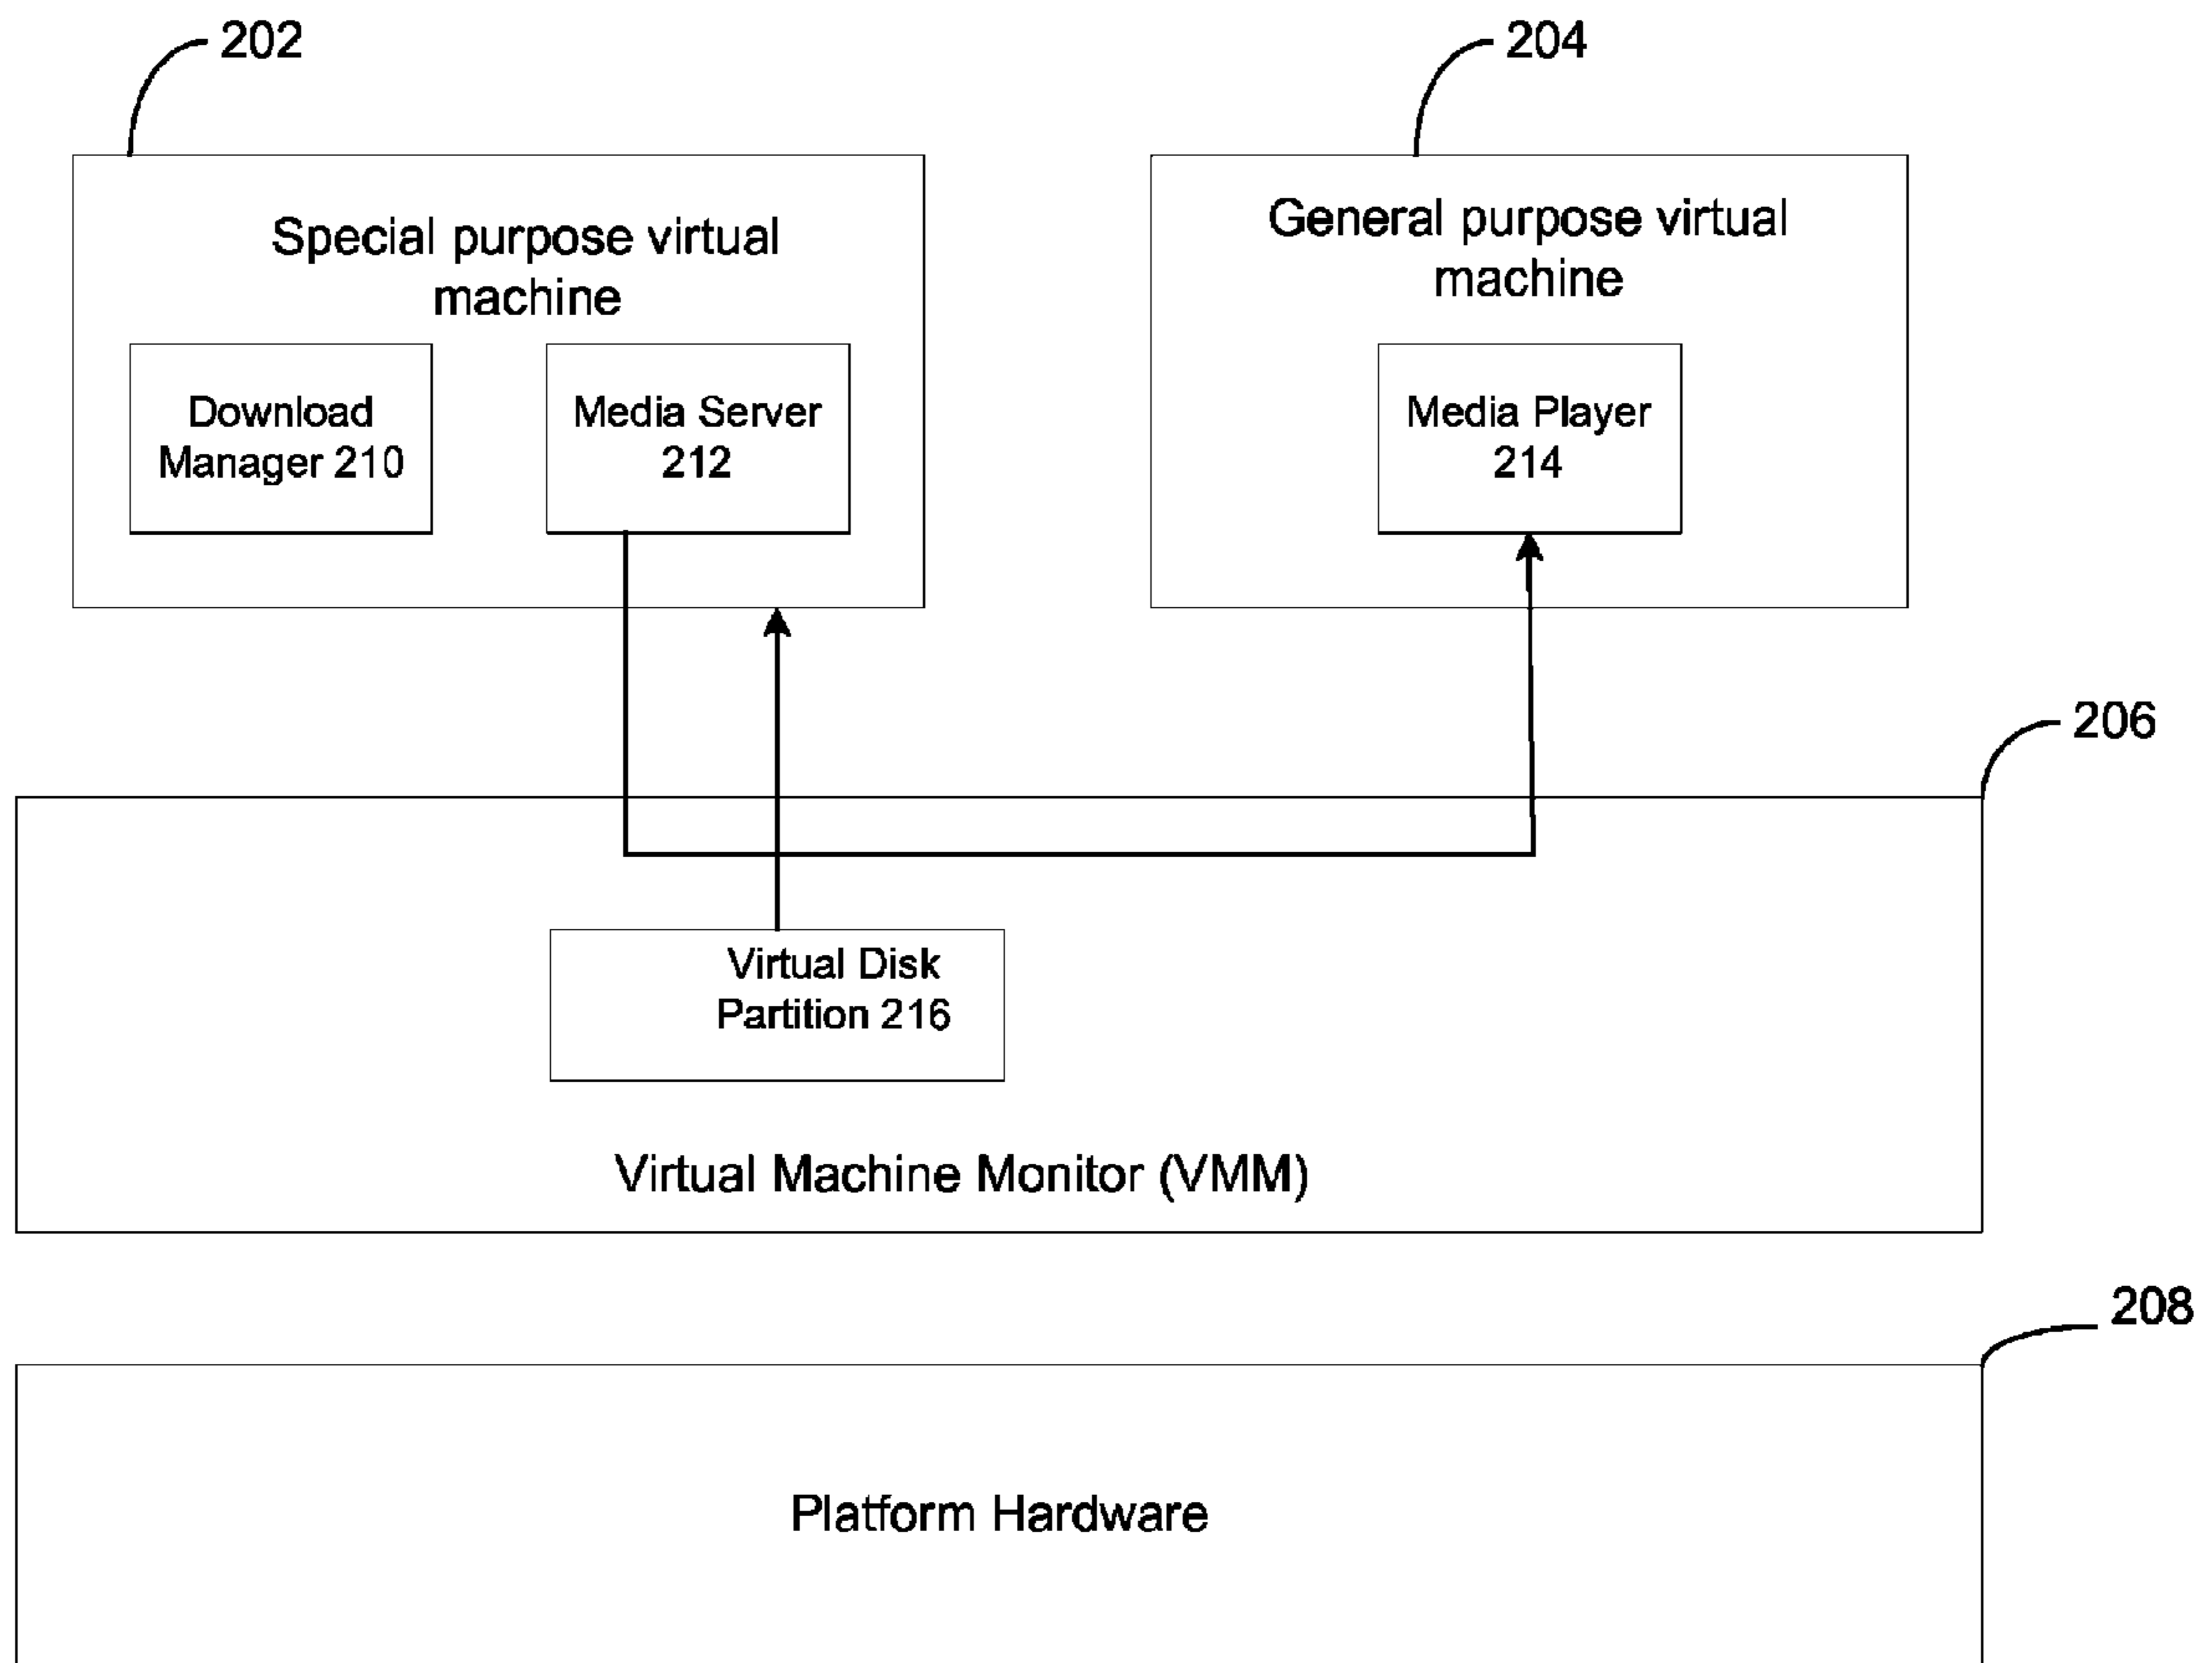 202
204
Special purpose virtual
machine
General purpose virtual
machine
Download
Manager 210
Media Server
212
Media Player
214
206
Virtual Disk
Partition 216
Virtual Machine Monitor (VMM)
208
Platform Hardware